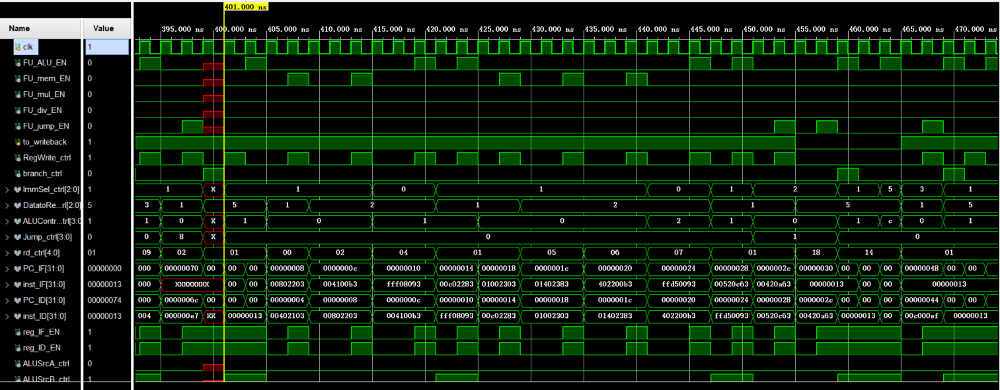 401.000 ns
Name Value 395.000 ns 400.000 ns 405.000 ns 410.000 ns 415.000 ns 420.000 ns 425.000 ns 430.000 ns 435.000 ns 440.000 ns 445.000 ns 450.000 ns 455.000 ns 460.000 ns 465.000 ns 470.000 ns
clk 1
FU_ALU_EN 0
FU_mem_EN 0
FU_mul_EN 0
FU_div_EN 0
FU_jump_EN 0
to_writeback 1
RegWrite_ctrl 1
branch_ctrl 0
ImmSel_ctrl[2:0] 1 1 X 1 0 1 0 1 2 1 5 3 1
DatatoRe...rl[2:0] 5 3 1 5 1 2 1 2 1 5 1 5
ALUContr...trl[3:0 1 1 0 X 1 0 1 0 2 1 0 1 c 0 1
Jump_ctrl[3:0] 0 0 8 X 0 1 0
rd_ctrl[4:0] 01 09 02 01 00 02 04 01 05 06 07 01 18 14 01
PC_IF[31:0] 00000000 000 00000070 00 00 00 00000008 0000000c 00000010 00000014 00000018 0000001c 00000020 00000024 00000028 0000002c 00000030 00 00 00 00000048 00 00
inst_IF[31:0] 00000013 000 XXXXXXXX 00 00 00802203 004100b3 fff08093 00c02283 01002303 01402383 402200b3 ffd50093 00520c63 00420a63 00000013 00 00 00000013
PC_ID[31:0] 00000074 000 0000006c 00 00 00 00000004 00000008 0000000c 00000010 00000014 00000018 0000001c 00000020 00000024 00000028 0000002c 00 00 00 00000044 00 00
inst_ID[31:0] 00000013 004 000000e7 XX 00000013 00402103 00802203 004100b3 fff08093 00c02283 01002303 01402383 402200b3 ffd50093 00520c63 00420a63 00000013 00 00c000ef 00000013
reg_IF_EN 1
reg_ID_EN 1
ALUSrcA_ctrl 0
ALUSrcB_ctrl 1